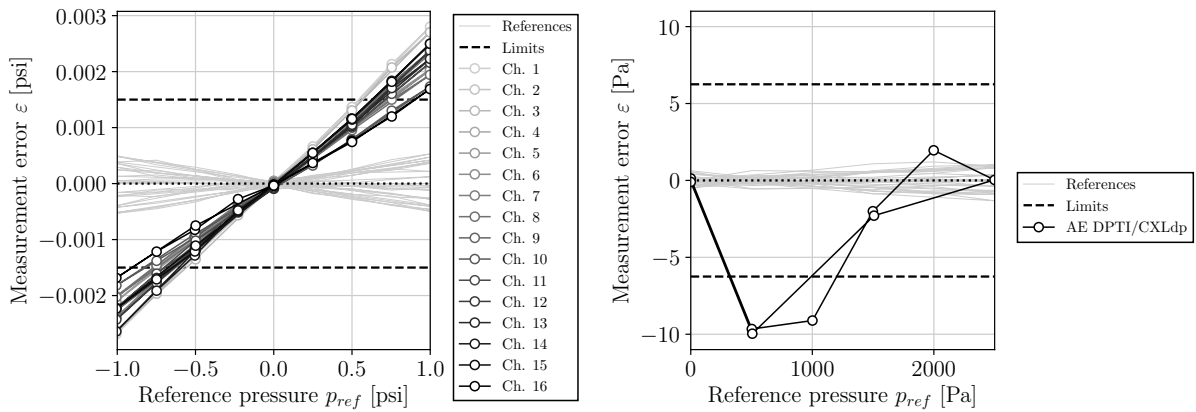 0.003
0.002
0.001
0.000
−0.001
−0.002
Measurement error ε [psi]
−1.0 −0.5 0.0 0.5 1.0
Reference pressure p_ref [psi]
References
Limits
Ch. 1
Ch. 2
Ch. 3
Ch. 4
Ch. 5
Ch. 6
Ch. 7
Ch. 8
Ch. 9
Ch. 10
Ch. 11
Ch. 12
Ch. 13
Ch. 14
Ch. 15
Ch. 16
10
5
0
−5
−10
Measurement error ε [Pa]
0 1000 2000
Reference pressure p_ref [Pa]
References
Limits
AE DPTI/CXLdp